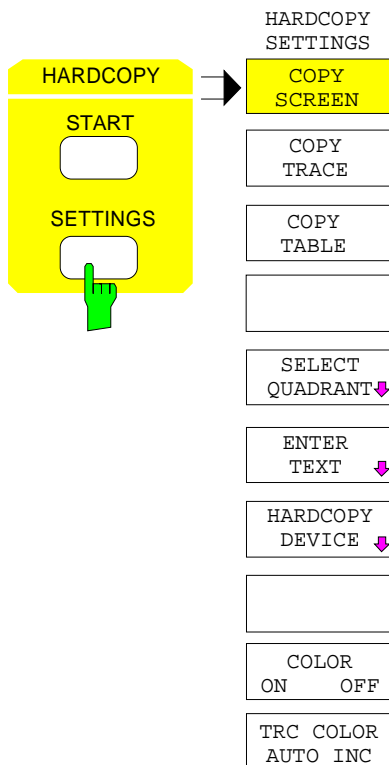 HARDCOPY
START
SETTINGS
HARDCOPY
SETTINGS
COPY
SCREEN
COPY
TRACE
COPY
TABLE
SELECT
QUADRANT
ENTER
TEXT
HARDCOPY
DEVICE
COLOR
ON OFF
TRC COLOR
AUTO INC